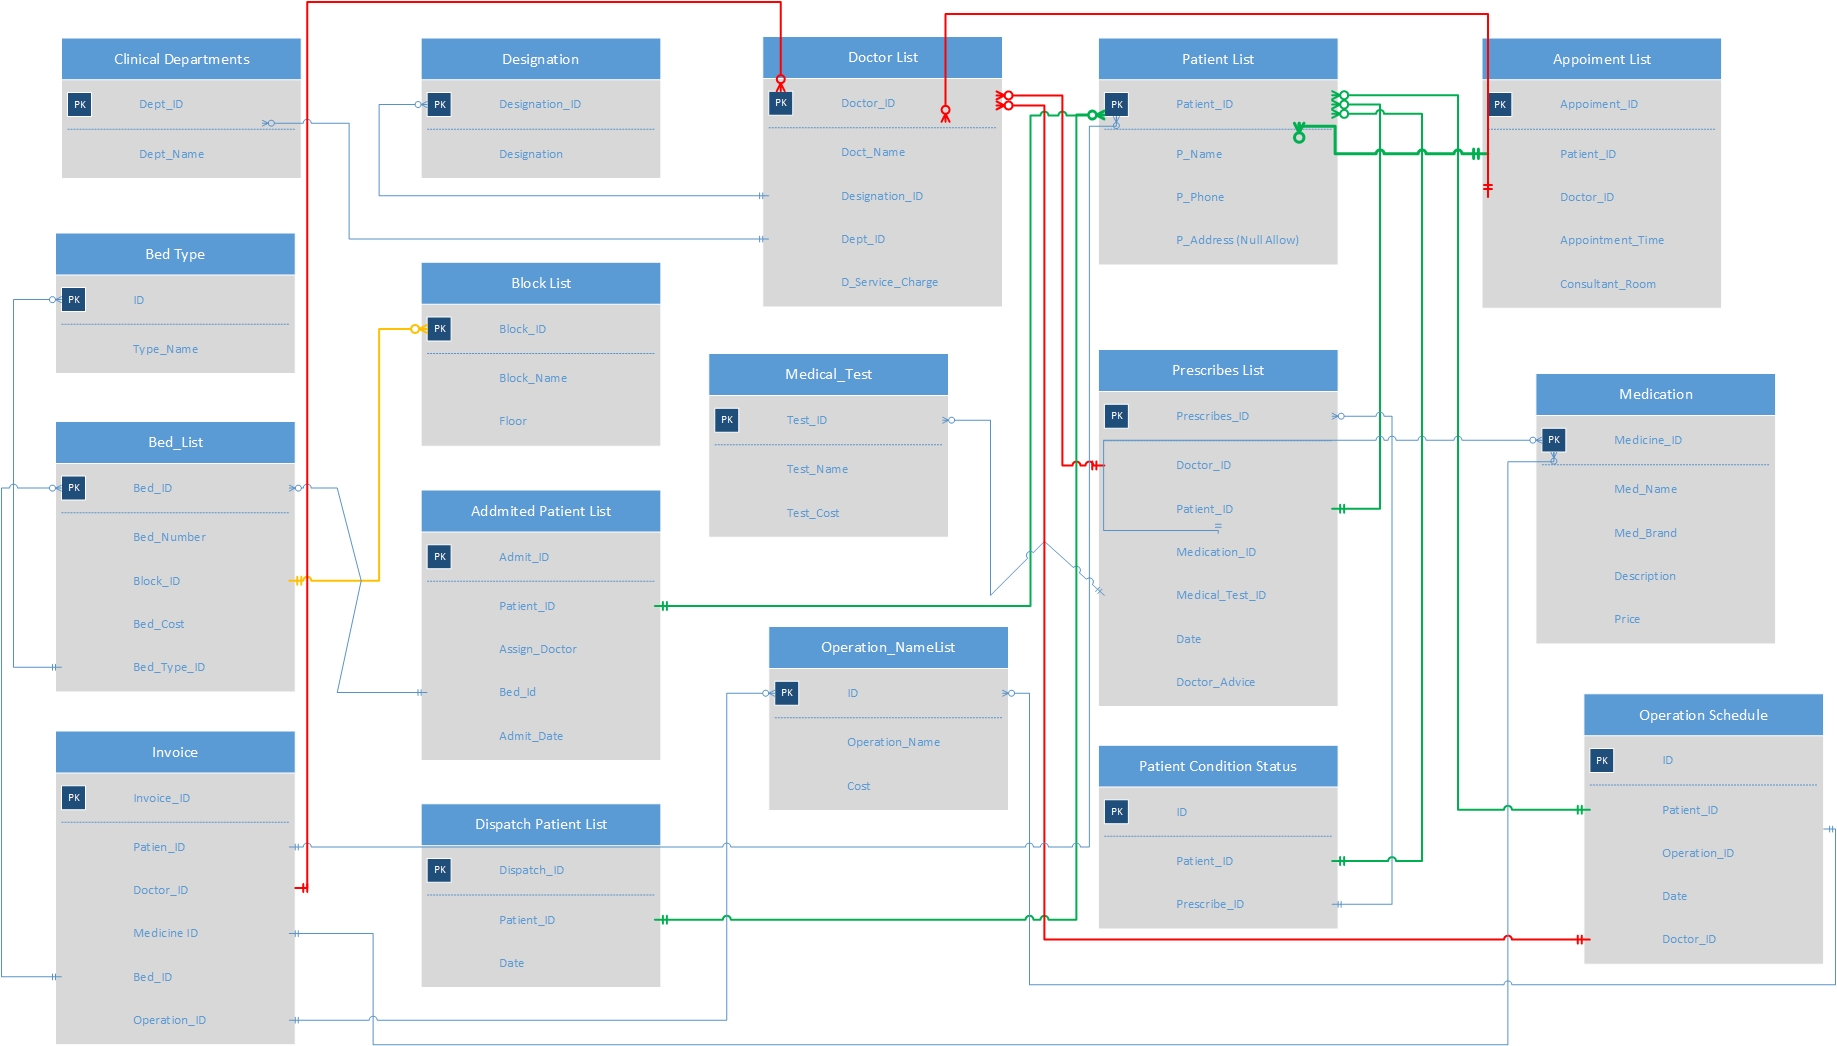 Clinical Departments
PK Dept_ID
Dept_Name
Designation
PK Designation_ID
Designation
Doctor List
PK Doctor_ID
Doct_Name
Designation_ID
Dept_ID
D_Service_Charge
Patient List
PK Patient_ID
P_Name
P_Phone
P_Address (Null Allow)
Appoiment List
PK Appoiment_ID
Patient_ID
Doctor_ID
Appointment_Time
Consultant_Room
Bed Type
PK ID
Type_Name
Block List
PK Block_ID
Block_Name
Floor
Medical_Test
PK Test_ID
Test_Name
Test_Cost
Prescribes List
PK Prescribes_ID
Doctor_ID
Patient_ID
Medication_ID
Medical_Test_ID
Date
Doctor_Advice
Medication
PK Medicine_ID
Med_Name
Med_Brand
Description
Price
Bed_List
PK Bed_ID
Bed_Number
Block_ID
Bed_Cost
Bed_Type_ID
Addmited Patient List
PK Admit_ID
Patient_ID
Assign_Doctor
Bed_Id
Admit_Date
Operation_NameList
PK ID
Operation_Name
Cost
Operation Schedule
PK ID
Patient_ID
Operation_ID
Date
Doctor_ID
Invoice
PK Invoice_ID
Patien_ID
Doctor_ID
Medicine ID
Bed_ID
Operation_ID
Dispatch Patient List
PK Dispatch_ID
Patient_ID
Date
Patient Condition Status
PK ID
Patient_ID
Prescribe_ID